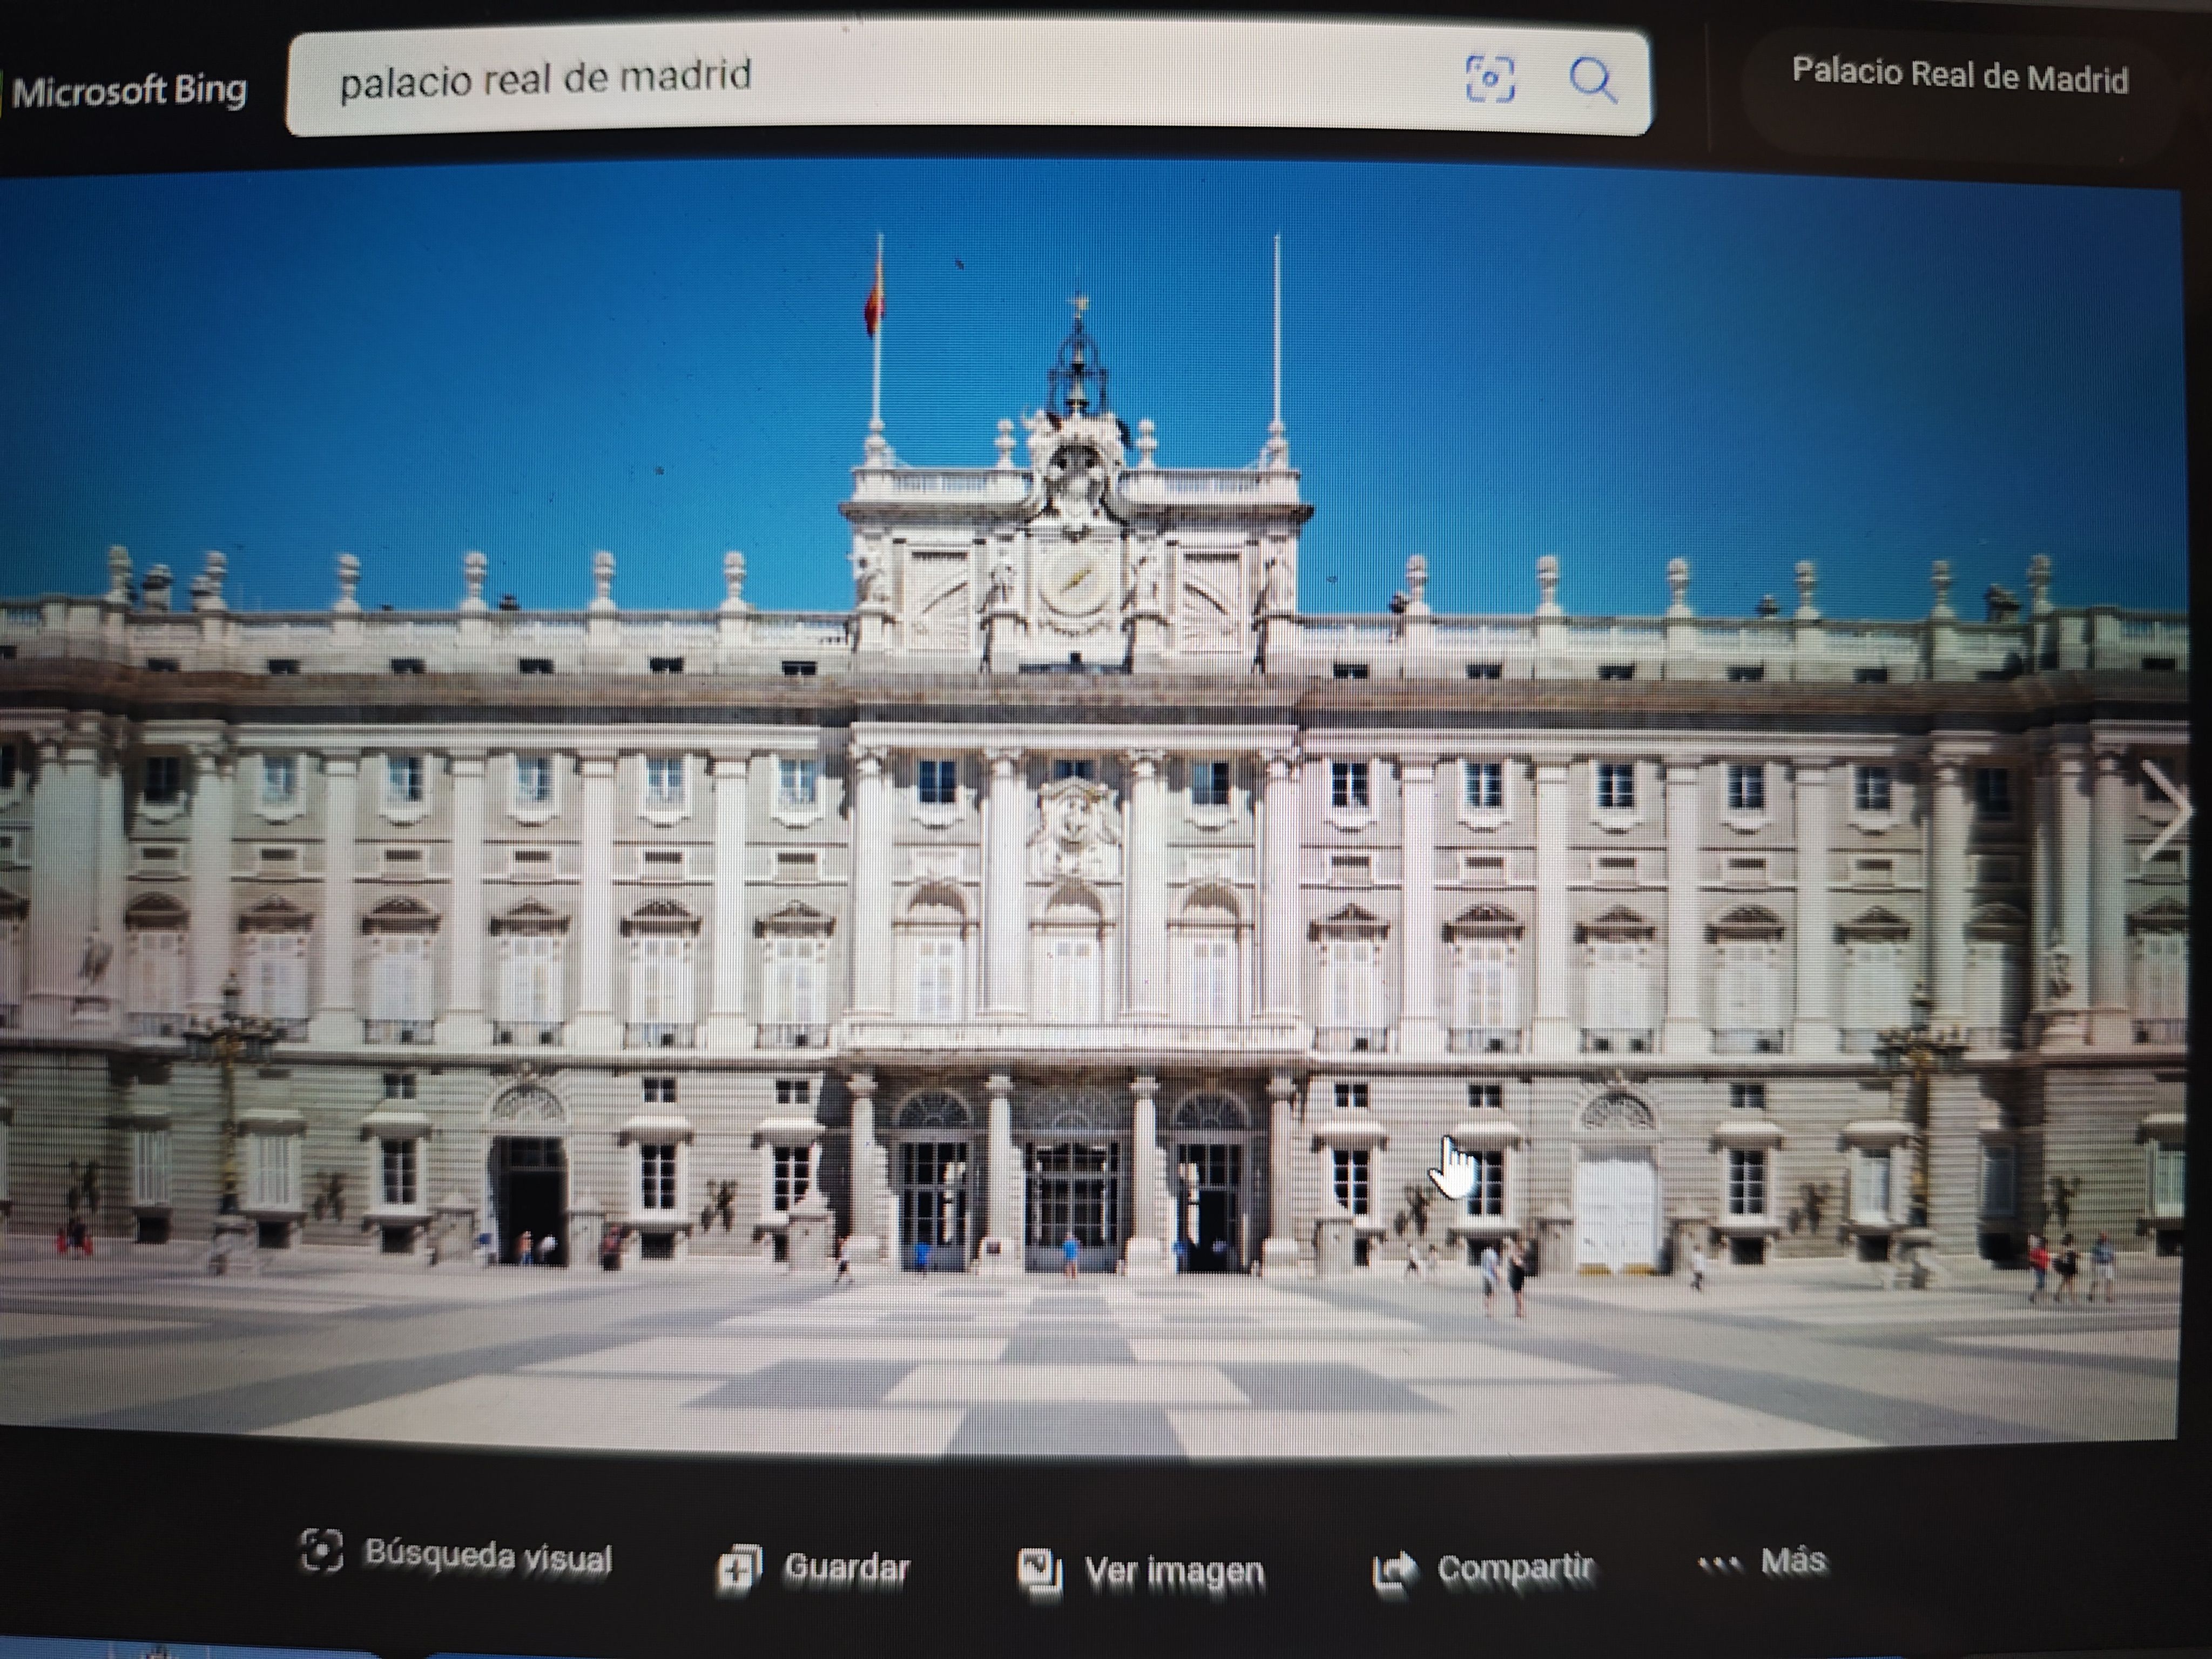 Microsoft Bing
palacio real de madrid
Palacio Real de Madrid
Búsqueda visual
Guardar
Ver imagen
Compartir
Más